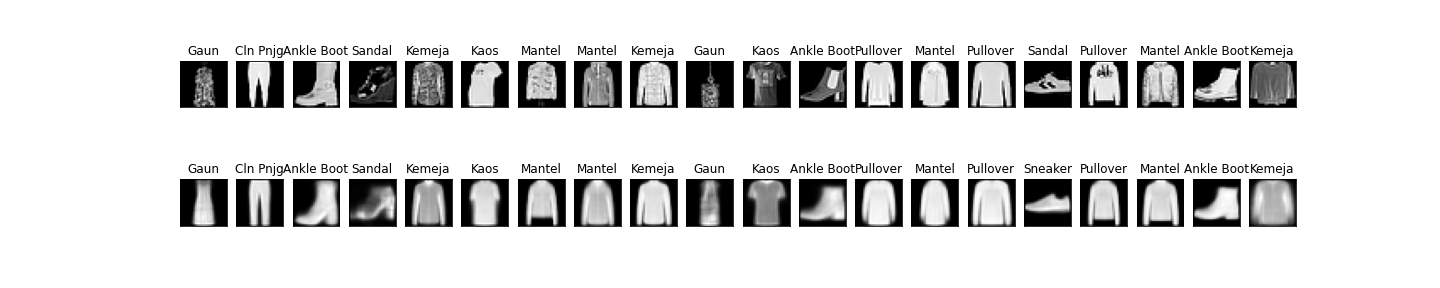 Gaun Cln Pnjg Ankle Boot Sandal Kemeja Kaos Mantel Mantel Kemeja Gaun Kaos Ankle Boot Pullover Mantel Pullover Sandal Pullover Mantel Ankle Boot Kemeja
Gaun Cln Pnjg Ankle Boot Sandal Kemeja Kaos Mantel Mantel Kemeja Gaun Kaos Ankle Boot Pullover Mantel Pullover Sneaker Pullover Mantel Ankle Boot Kemeja